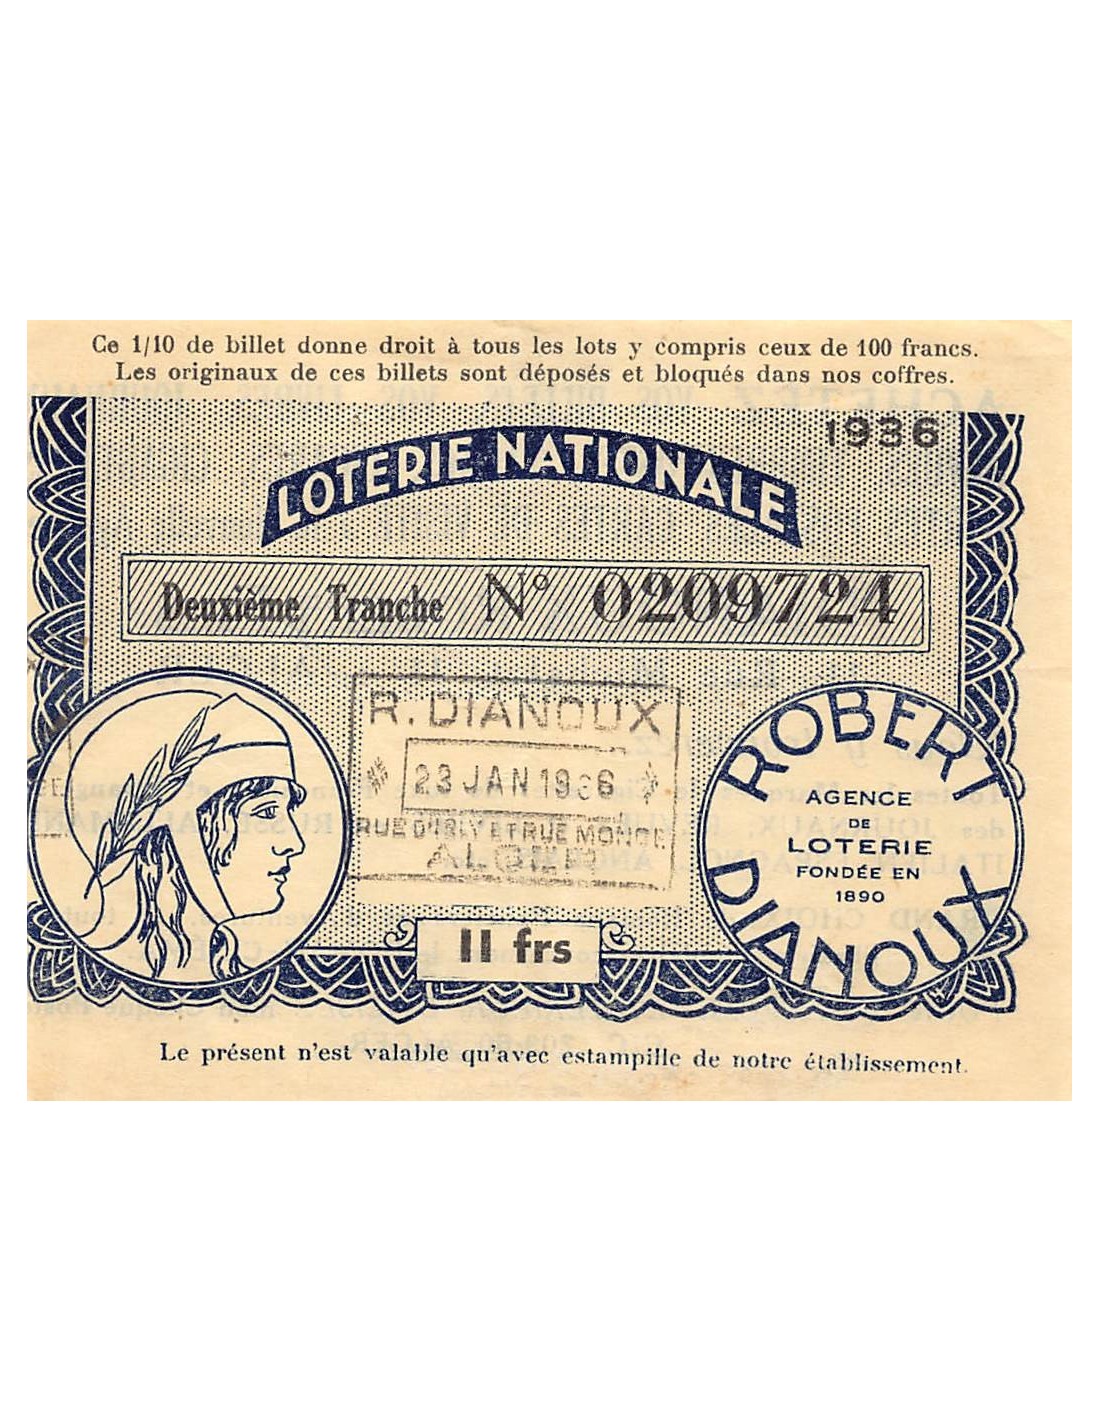 Ce 1/10 de billet donne droit à tous les lots y compris ceux de 100 francs.
Les originaux de ces billets sont déposés et bloqués dans nos coffres.
1936
LOTERIE NATIONALE
Deuxième Tranche N° 0209724
R. DIANOUX
23 JAN 1936
RUE D'ISLY ET RUE MONGE
ALGER
ROBERT
AGENCE
DE
LOTERIE
FONDÉE EN
1890
DIANOUX
11 frs
Le présent n'est valable qu'avec estampille de notre établissement.